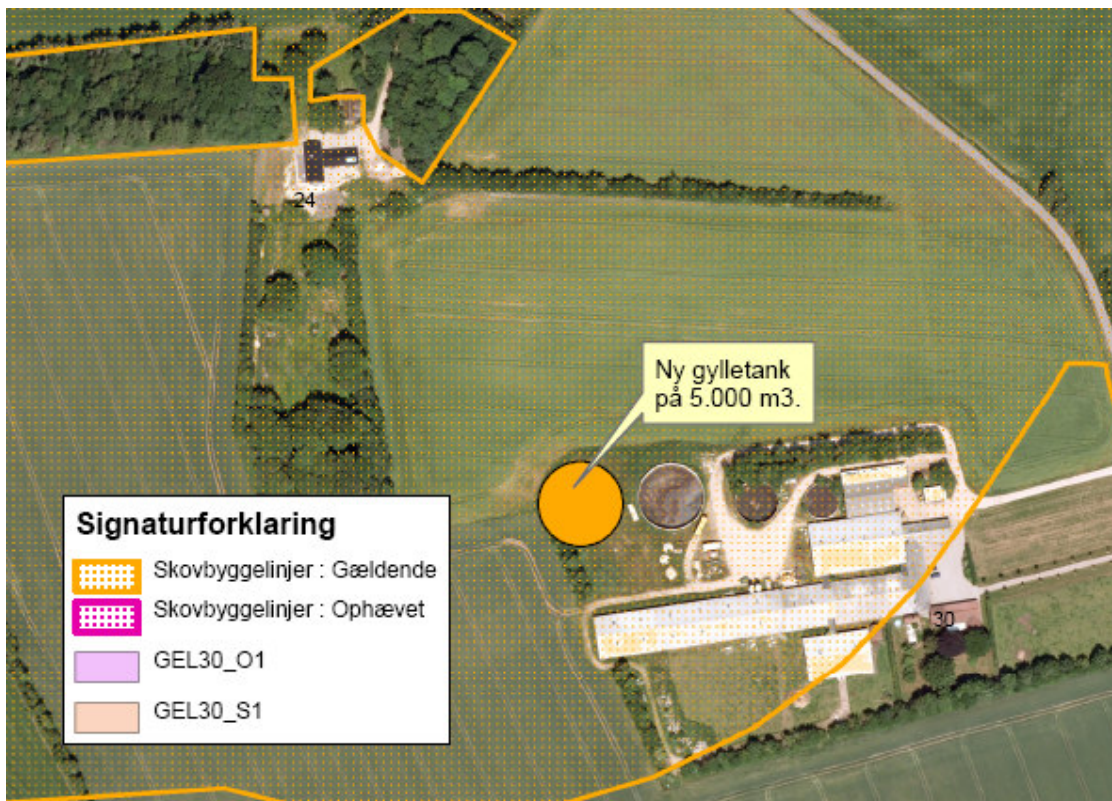 24
Ny gylletank
på 5.000 m3.
Signaturforklaring
Skovbyggelinjer : Gældende
Skovbyggelinjer : Ophævet
GEL30_O1
GEL30_S1
30